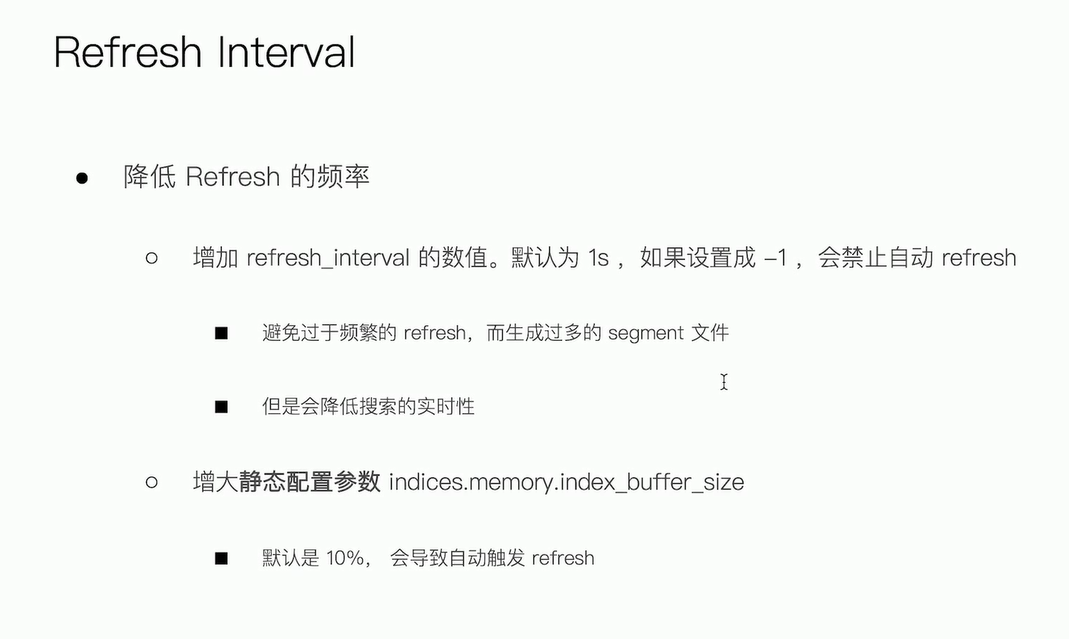 Refresh Interval
● 降低 Refresh 的频率
○ 增加 refresh_interval 的数值。默认为 1s ，如果设置成 –1 ，会禁止自动 refresh
■ 避免过于频繁的 refresh，而生成过多的 segment 文件
■ 但是会降低搜索的实时性
○ 增大静态配置参数 indices.memory.index_buffer_size
■ 默认是 10%， 会导致自动触发 refresh